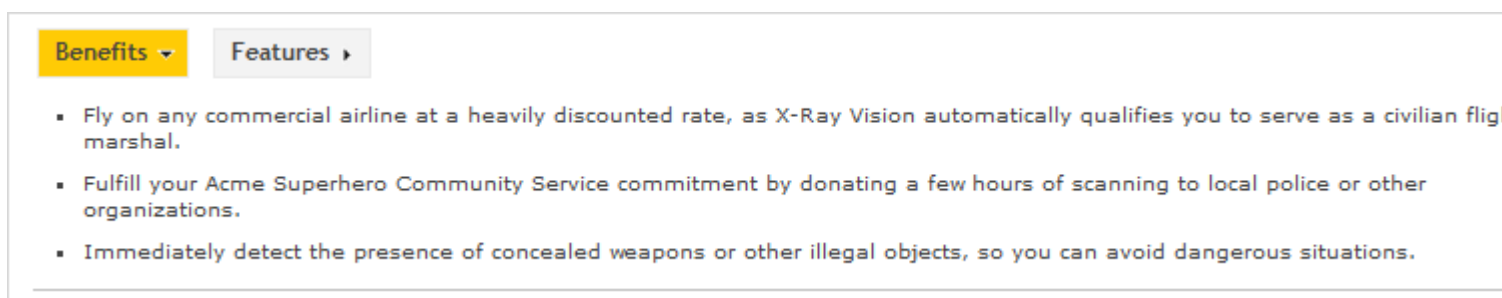 Benefits Features
Fly on any commercial airline at a heavily discounted rate, as X-Ray Vision automatically qualifies you to serve as a civilian
marshal.
Fulfill your Acme Superhero Community Service commitment by donating a few hours of scanning to local police or other
organizations.
Immediately detect the presence of concealed weapons or other illegal objects, so you can avoid dangerous situations.